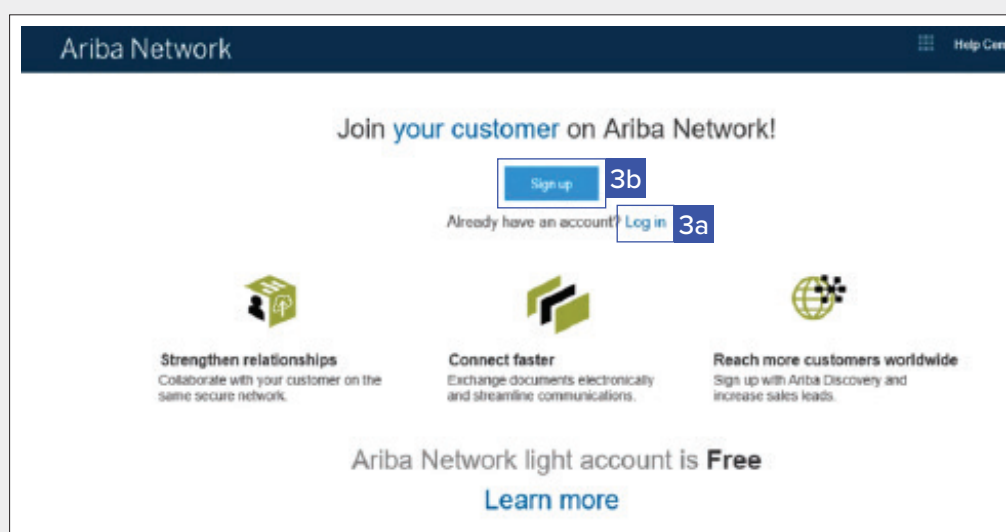 Ariba Network
Help Cen
Join your customer on Ariba Network!
Sign up 3b
Already have an account? Log in 3a
Strengthen relationships
Collaborate with your customer on the
same secure network.
Connect faster
Exchange documents electronically
and streamline communications.
Reach more customers worldwide
Sign up with Ariba Discovery and
increase sales leads.
Ariba Network light account is Free
Learn more